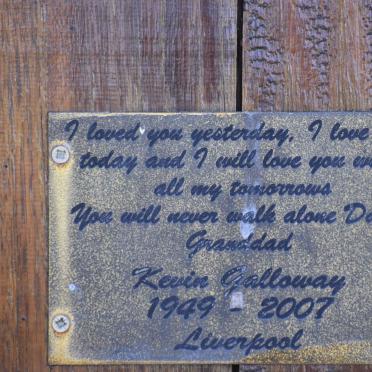 I loved you yesterday, I love
today and I will love you w
all my tomorrows
You will never walk alone D
Granddad
Kevin Galloway
1949 - 2007
Liverpool